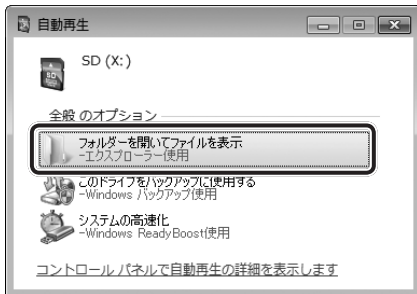 自動再生
SD (X:)
全般 のオプション
フォルダーを開いてファイルを表示
-エクスプローラー使用
このドライブをバックアップに使用する
-Windows バックアップ使用
システムの高速化
-Windows ReadyBoost使用
コントロール パネルで自動再生の詳細を表示します